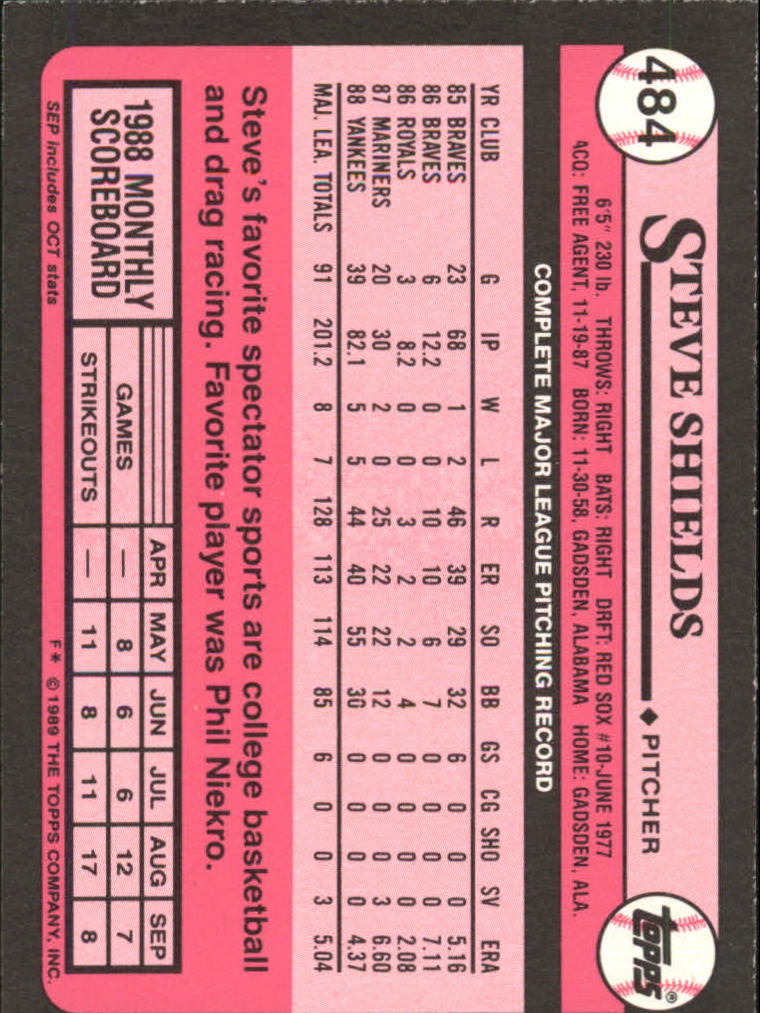 484
STEVE SHIELDS ♦ PITCHER
topps®
6'5" 230 lb. THROWS: RIGHT BATS: RIGHT DRFT: RED SOX #10-JUNE 1977
ACQ: FREE AGENT, 11-19-87 BORN: 11-30-58, GADSDEN, ALABAMA HOME: GADSDEN, ALA.
COMPLETE MAJOR LEAGUE PITCHING RECORD
YR CLUB G IP W L R ER SO BB GS CG SHO SV ERA
85 BRAVES 23 68 1 2 46 39 29 32 6 0 0 0 5.16
86 BRAVES 6 12.2 0 0 10 10 6 7 0 0 0 0 7.11
86 ROYALS 3 8.2 0 0 3 2 2 4 0 0 0 0 2.08
87 MARINERS 20 30 2 0 25 22 22 12 0 0 0 3 6.60
88 YANKEES 39 82.1 5 5 44 40 55 30 0 0 0 0 4.37
MAJ. LEA. TOTALS 91 201.2 8 7 128 113 114 85 6 0 0 3 5.04
Steve's favorite spectator sports are college basketball
and drag racing. Favorite player was Phil Niekro.
1988 MONTHLY
SCOREBOARD
APR MAY JUN JUL AUG SEP
GAMES — 8 6 6 12 7
STRIKEOUTS — 11 8 11 17 8
SEP includes OCT stats
F* © 1989 THE TOPPS COMPANY, INC.